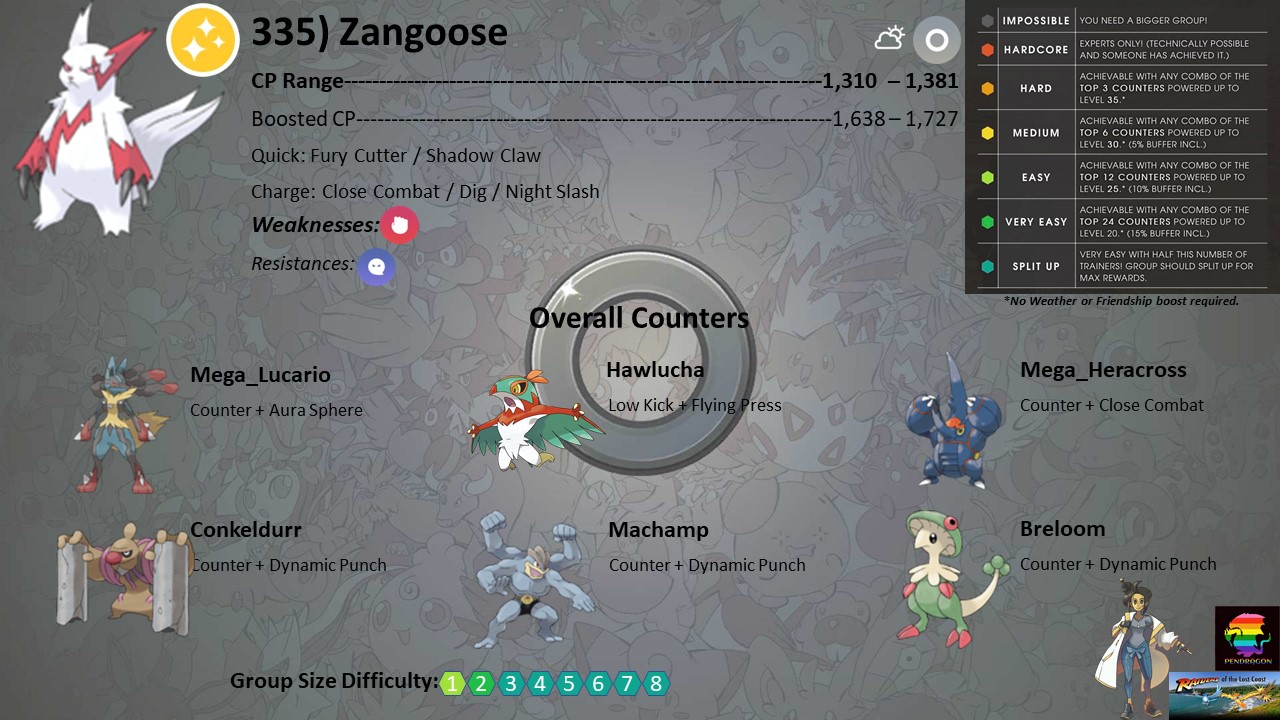 335) Zangoose
CP Range--------------------------------------------------------------------------------1,310 – 1,381
Boosted CP--------------------------------------------------------------------------------1,638 – 1,727
Quick: Fury Cutter / Shadow Claw
Charge: Close Combat / Dig / Night Slash
Weaknesses:
Resistances:
IMPOSSIBLE YOU NEED A BIGGER GROUP!
HARDCORE EXPERTS ONLY! (TECHNICALLY POSSIBLE
AND SOMEONE HAS ACHIEVED IT.)
HARD ACHIEVABLE WITH ANY COMBO OF THE
TOP 3 COUNTERS POWERED UP TO
LEVEL 35.*
MEDIUM ACHIEVABLE WITH ANY COMBO OF THE
TOP 6 COUNTERS POWERED UP TO
LEVEL 30.* (5% BUFFER INCL.)
EASY ACHIEVABLE WITH ANY COMBO OF THE
TOP 12 COUNTERS POWERED UP TO
LEVEL 25.* (10% BUFFER INCL.)
VERY EASY ACHIEVABLE WITH ANY COMBO OF THE
TOP 24 COUNTERS POWERED UP TO
LEVEL 20.* (15% BUFFER INCL.)
SPLIT UP VERY EASY WITH HALF THIS NUMBER OF
TRAINERS! GROUP SHOULD SPLIT UP FOR
MAX REWARDS.
*No Weather or Friendship boost required.
Overall Counters
Mega_Lucario
Counter + Aura Sphere
Hawlucha
Low Kick + Flying Press
Mega_Heracross
Counter + Close Combat
Conkeldurr
Counter + Dynamic Punch
Machamp
Counter + Dynamic Punch
Breloom
Counter + Dynamic Punch
Group Size Difficulty: 1 2 3 4 5 6 7 8
PENDROGON
RAIDERS of the Lost Coast